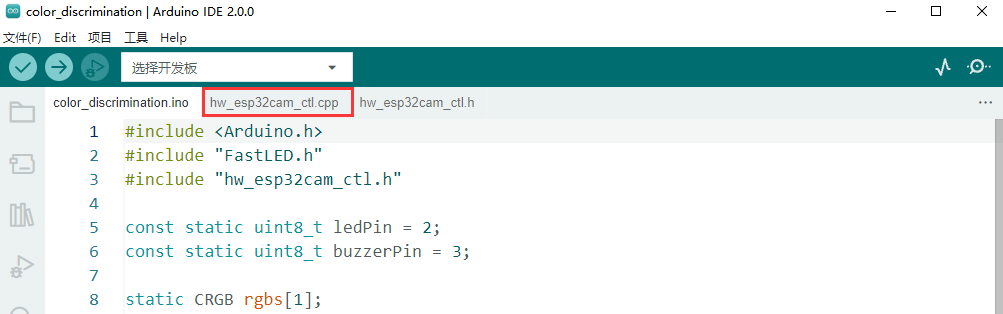 color_discrimination | Arduino IDE 2.0.0
文件(F) Edit 项目 工具 Help
选择开发板
color_discrimination.ino hw_esp32cam_ctl.cpp hw_esp32cam_ctl.h
1 #include <Arduino.h>
2 #include "FastLED.h"
3 #include "hw_esp32cam_ctl.h"
4
5 const static uint8_t ledPin = 2;
6 const static uint8_t buzzerPin = 3;
7
8 static CRGB rgbs[1];